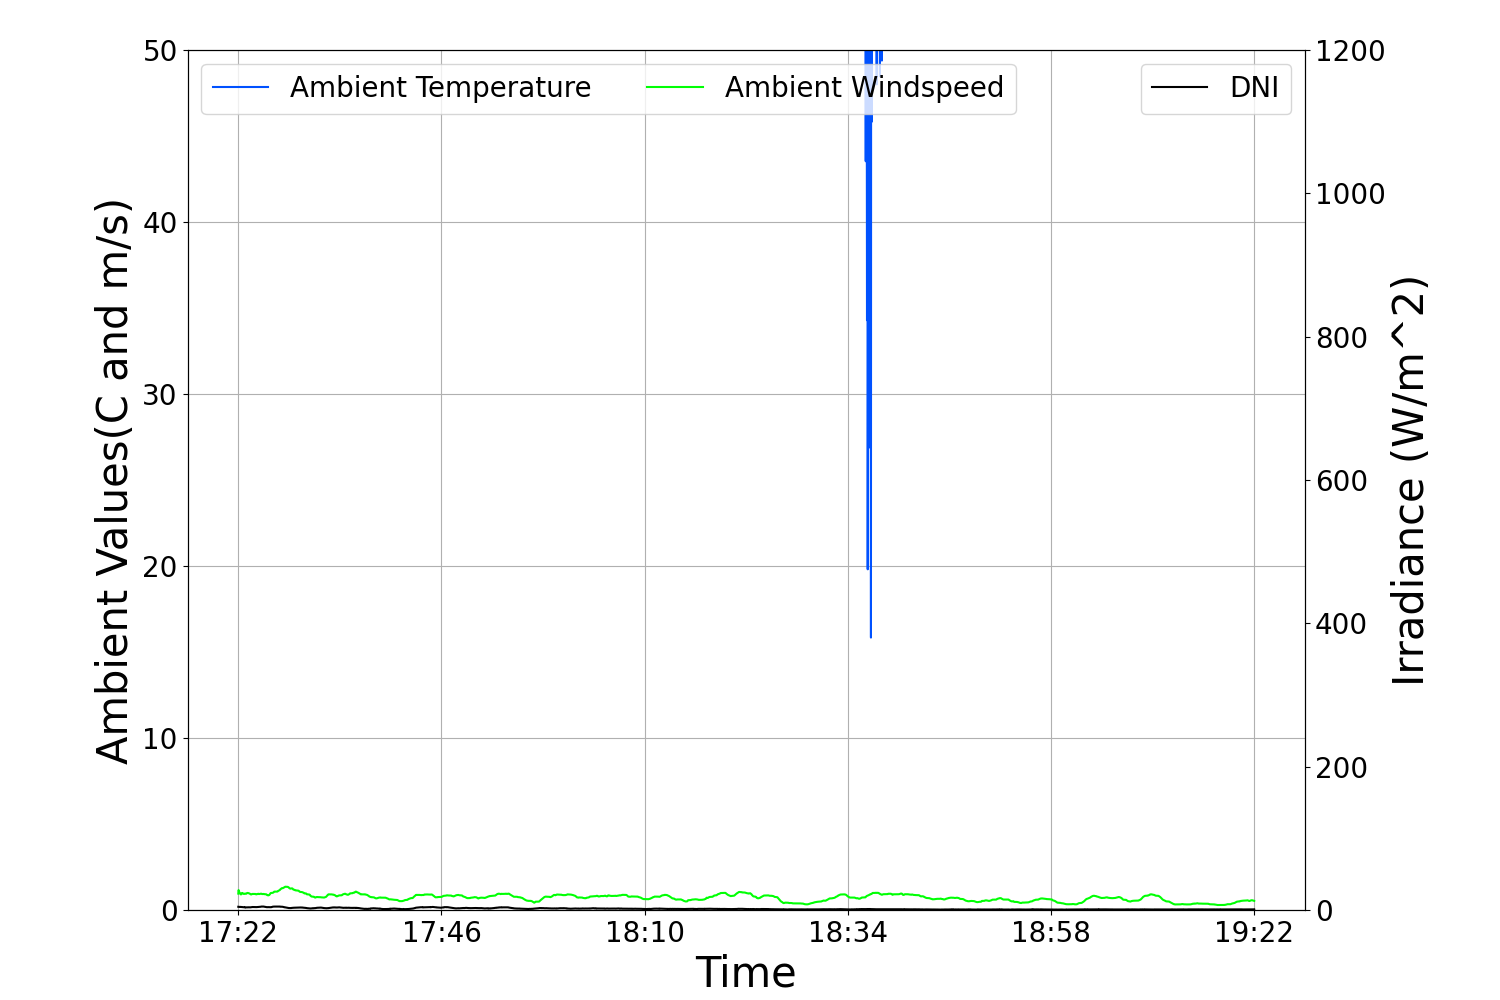 Ambient Temperature
Ambient Windspeed
DNI
Ambient Values(C and m/s)
50
40
30
20
10
0
1200
1000
800
600
400
200
0
Irradiance (W/m^2)
17:22 17:46 18:10 18:34 18:58 19:22
Time